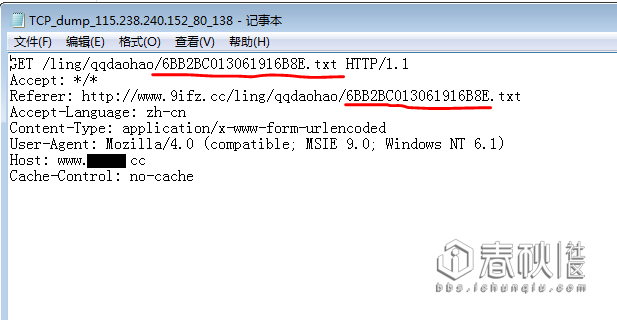 TCP_dump_115.238.240.152_80_138 - 记事本
文件(F) 编辑(E) 格式(O) 查看(V) 帮助(H)
GET /ling/qqdaohao/6BB2BC013061916B8E.txt HTTP/1.1
Accept: */*
Referer: http://www.9ifz.cc/ling/qqdaohao/6BB2BC013061916B8E.txt
Accept-Language: zh-cn
Content-Type: application/x-www-form-urlencoded
User-Agent: Mozilla/4.0 (compatible; MSIE 9.0; Windows NT 6.1)
Host: www. cc
Cache-Control: no-cache
春秋 社区
bbs.ichunqiu.com